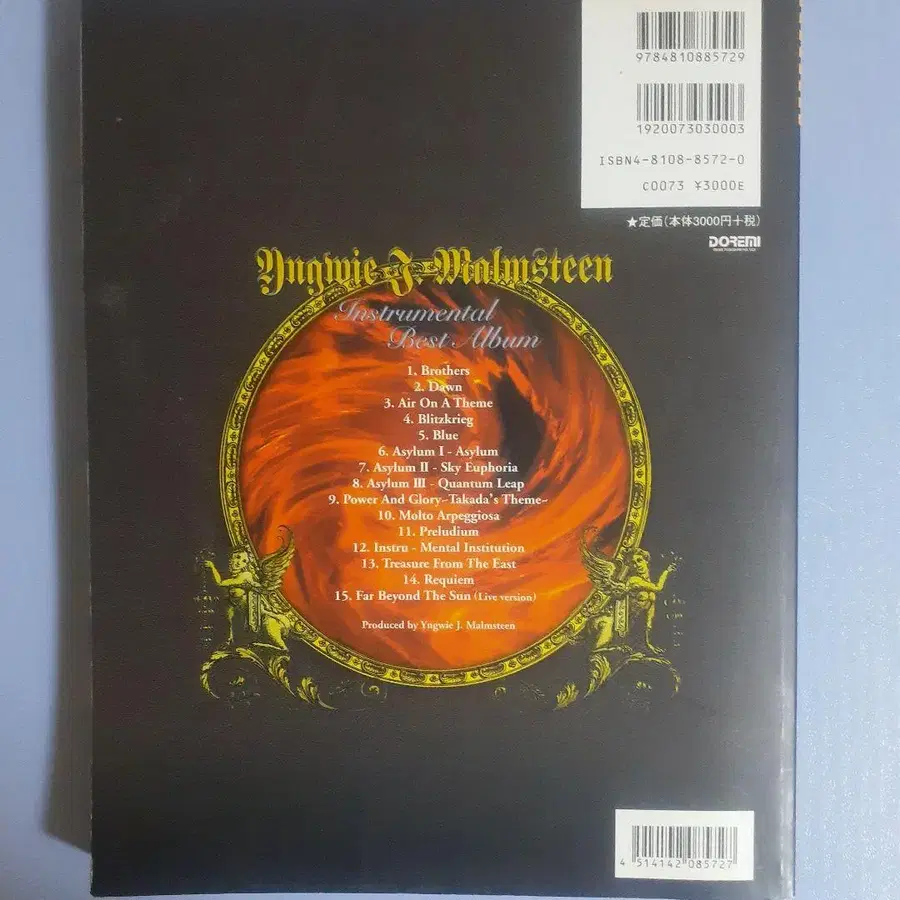 9784810885729
1920073030003
ISBN4-8108-8572-0
C0073 ¥3000E
★定価(本体3000円+税)
DOREMI
Yngwie J. Malmsteen
Instrumental
Best Album
1. Brothers
2. Dawn
3. Air On A Theme
4. Blitzkrieg
5. Blue
6. Asylum I - Asylum
7. Asylum II - Sky Euphoria
8. Asylum III - Quantum Leap
9. Power And Glory~Takada's Theme~
10. Molto Arpeggiosa
11. Preludium
12. Instru - Mental Institution
13. Treasure From The East
14. Requiem
15. Far Beyond The Sun (Live version)
Produced by Yngwie J. Malmsteen
4 514142 085727